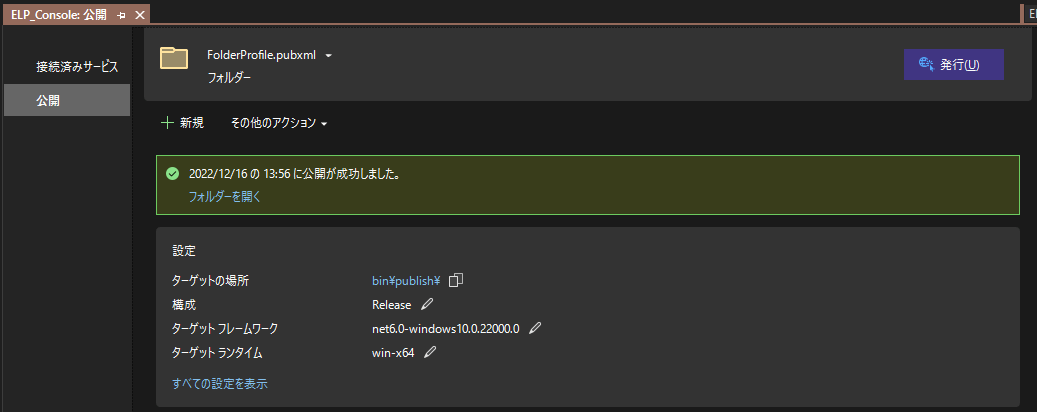 ELP_Console: 公開
接続済みサービス
公開
FolderProfile.pubxml
フォルダー
発行(U)
新規 その他のアクション
2022/12/16 の 13:56 に公開が成功しました。
フォルダーを開く
設定
ターゲットの場所 bin¥publish¥
構成 Release
ターゲット フレームワーク net6.0-windows10.0.22000.0
ターゲット ランタイム win-x64
すべての設定を表示